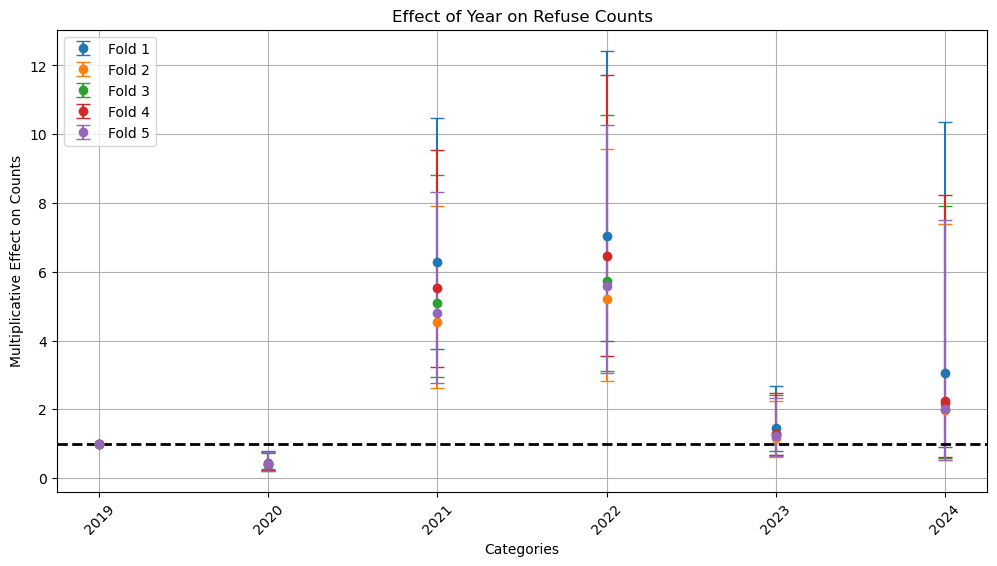 Effect of Year on Refuse Counts
Fold 1
Fold 2
Fold 3
Fold 4
Fold 5
Multiplicative Effect on Counts
12
10
8
6
4
2
0
2019
2020
2021
2022
2023
2024
Categories